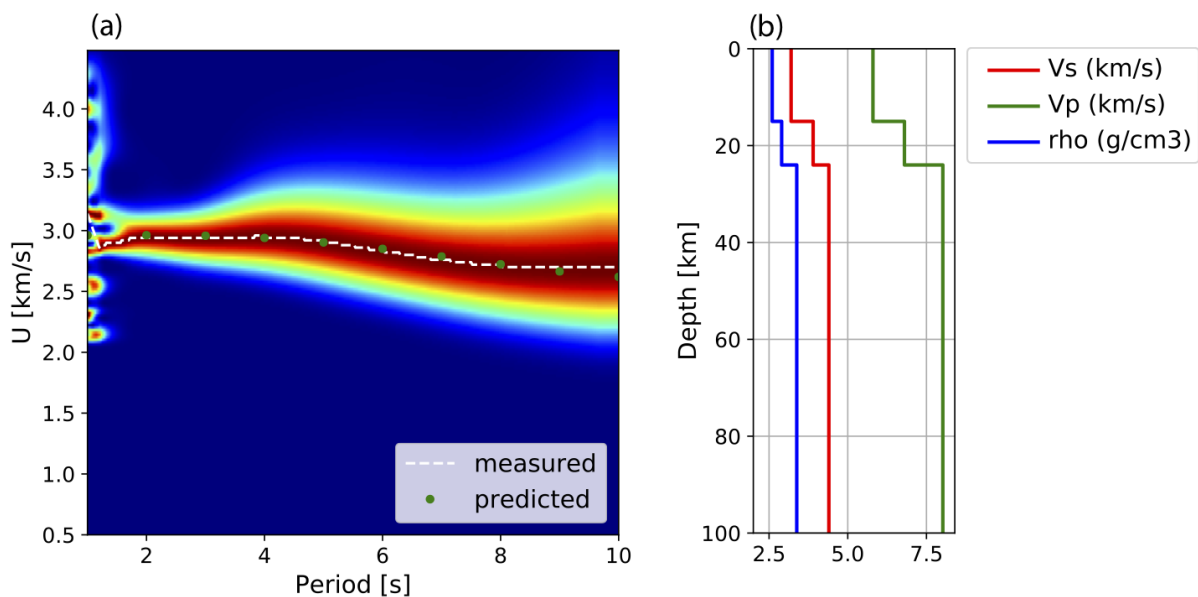 (a)
U [km/s]
4.0
3.5
3.0
2.5
2.0
1.5
1.0
0.5
2 4 6 8 10
Period [s]
measured
predicted
(b)
Depth [km]
0
20
40
60
80
100
2.5 5.0 7.5
Vs (km/s)
Vp (km/s)
rho (g/cm3)